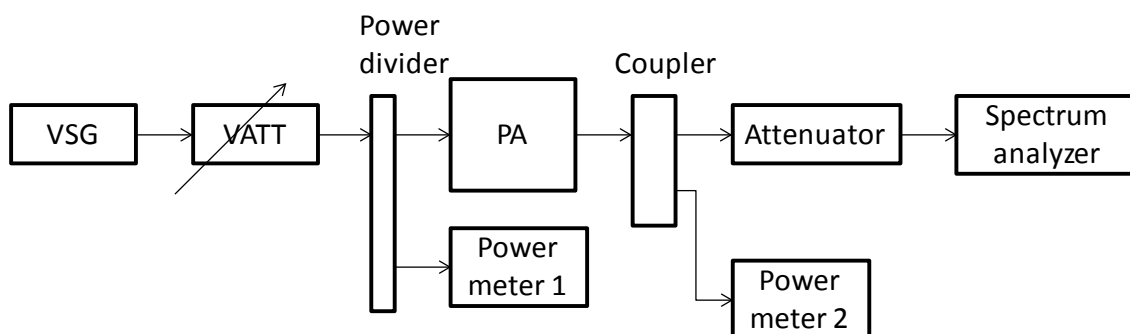 Power
divider
Coupler
VSG
VATT
PA
Attenuator
Spectrum
analyzer
Power
meter 1
Power
meter 2